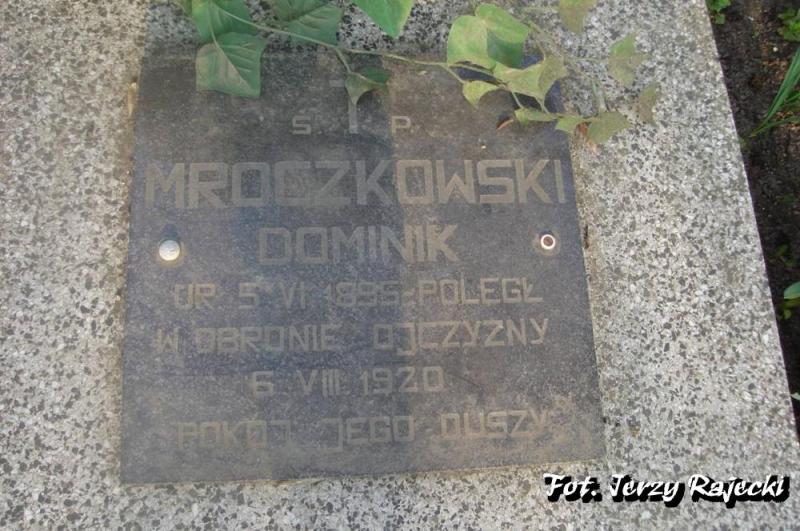 S P
MROCZKOWSKI
DOMINIK
UR. 5 VI 1895-POLEGŁ
W OBRONIE OJCZYZNY
6 VIII 1920
POKÓJ JEGO DUSZY
Fot. Jerzy Rajecki